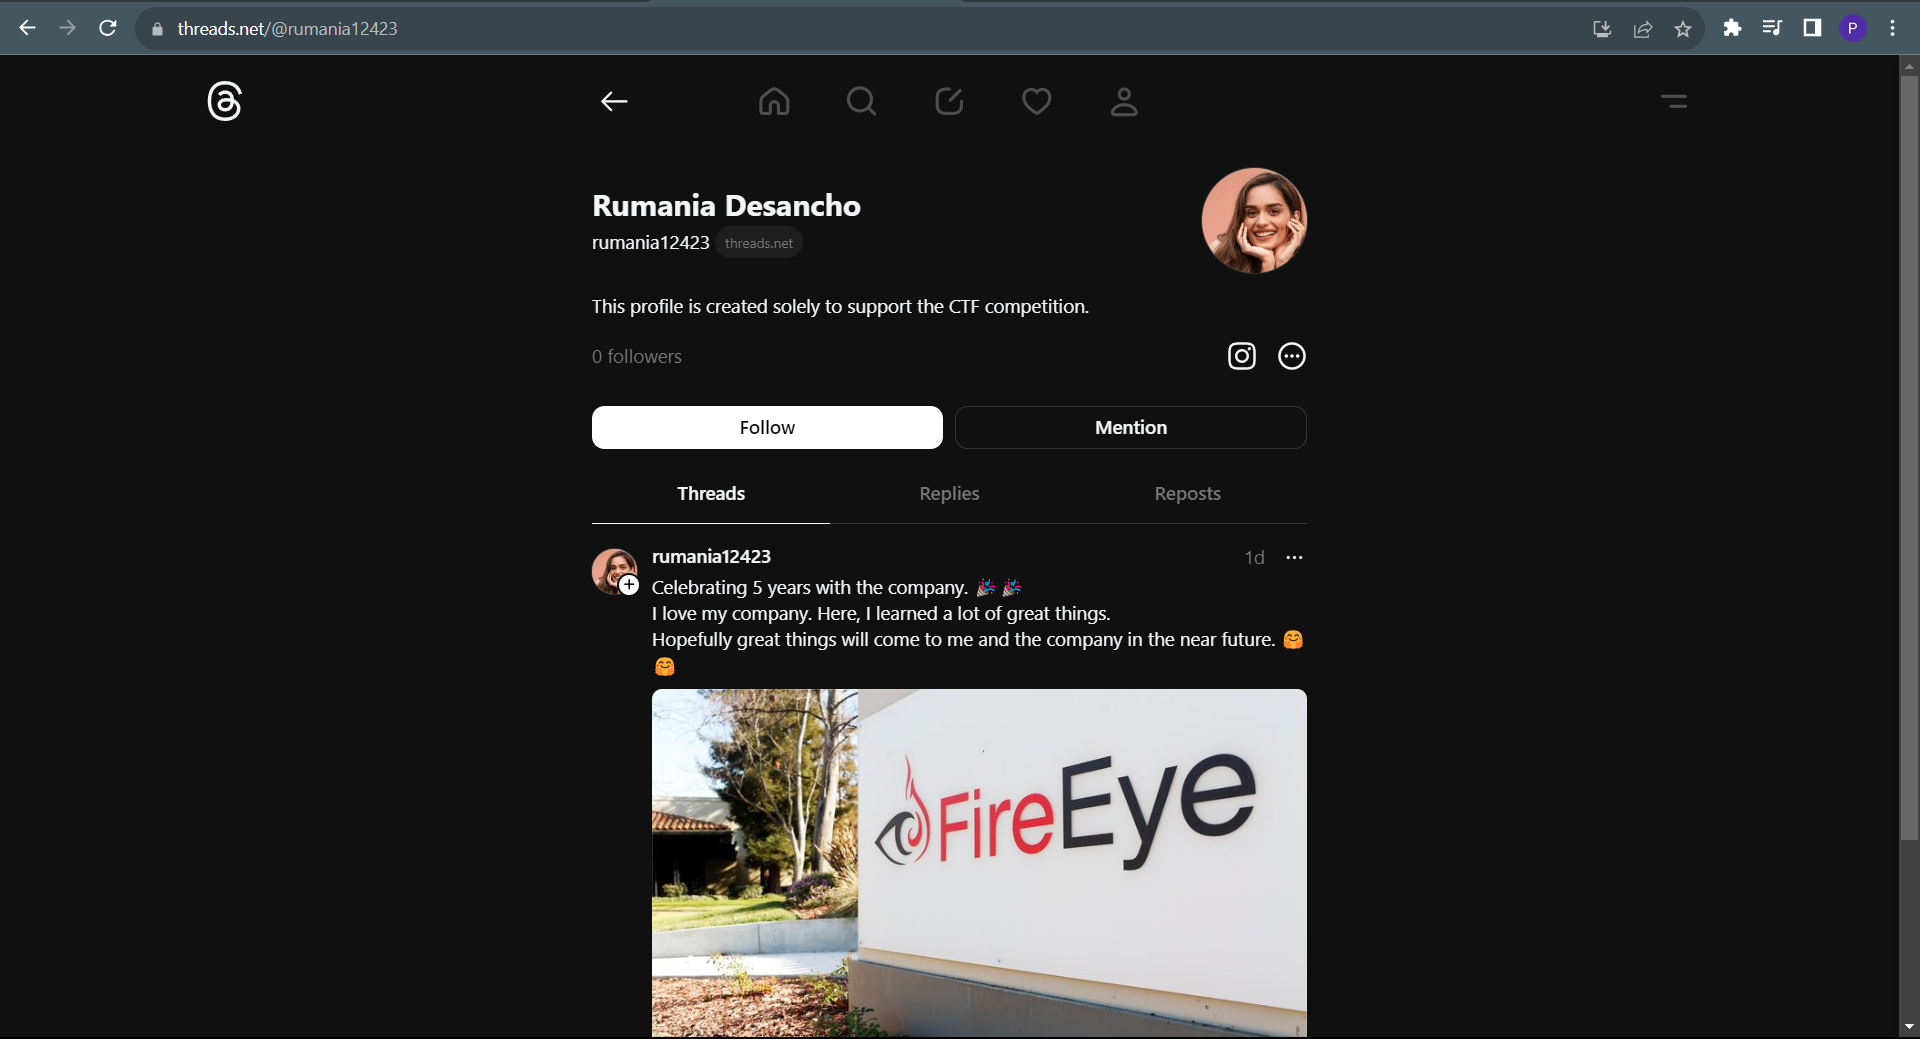 threads.net/@rumania12423
P
Rumania Desancho
rumania12423 threads.net
This profile is created solely to support the CTF competition.
0 followers
Follow
Mention
Threads
Replies
Reposts
rumania12423
1d
Celebrating 5 years with the company. 🎉 🎉
I love my company. Here, I learned a lot of great things.
Hopefully great things will come to me and the company in the near future. 🤗
🤗
FireEye